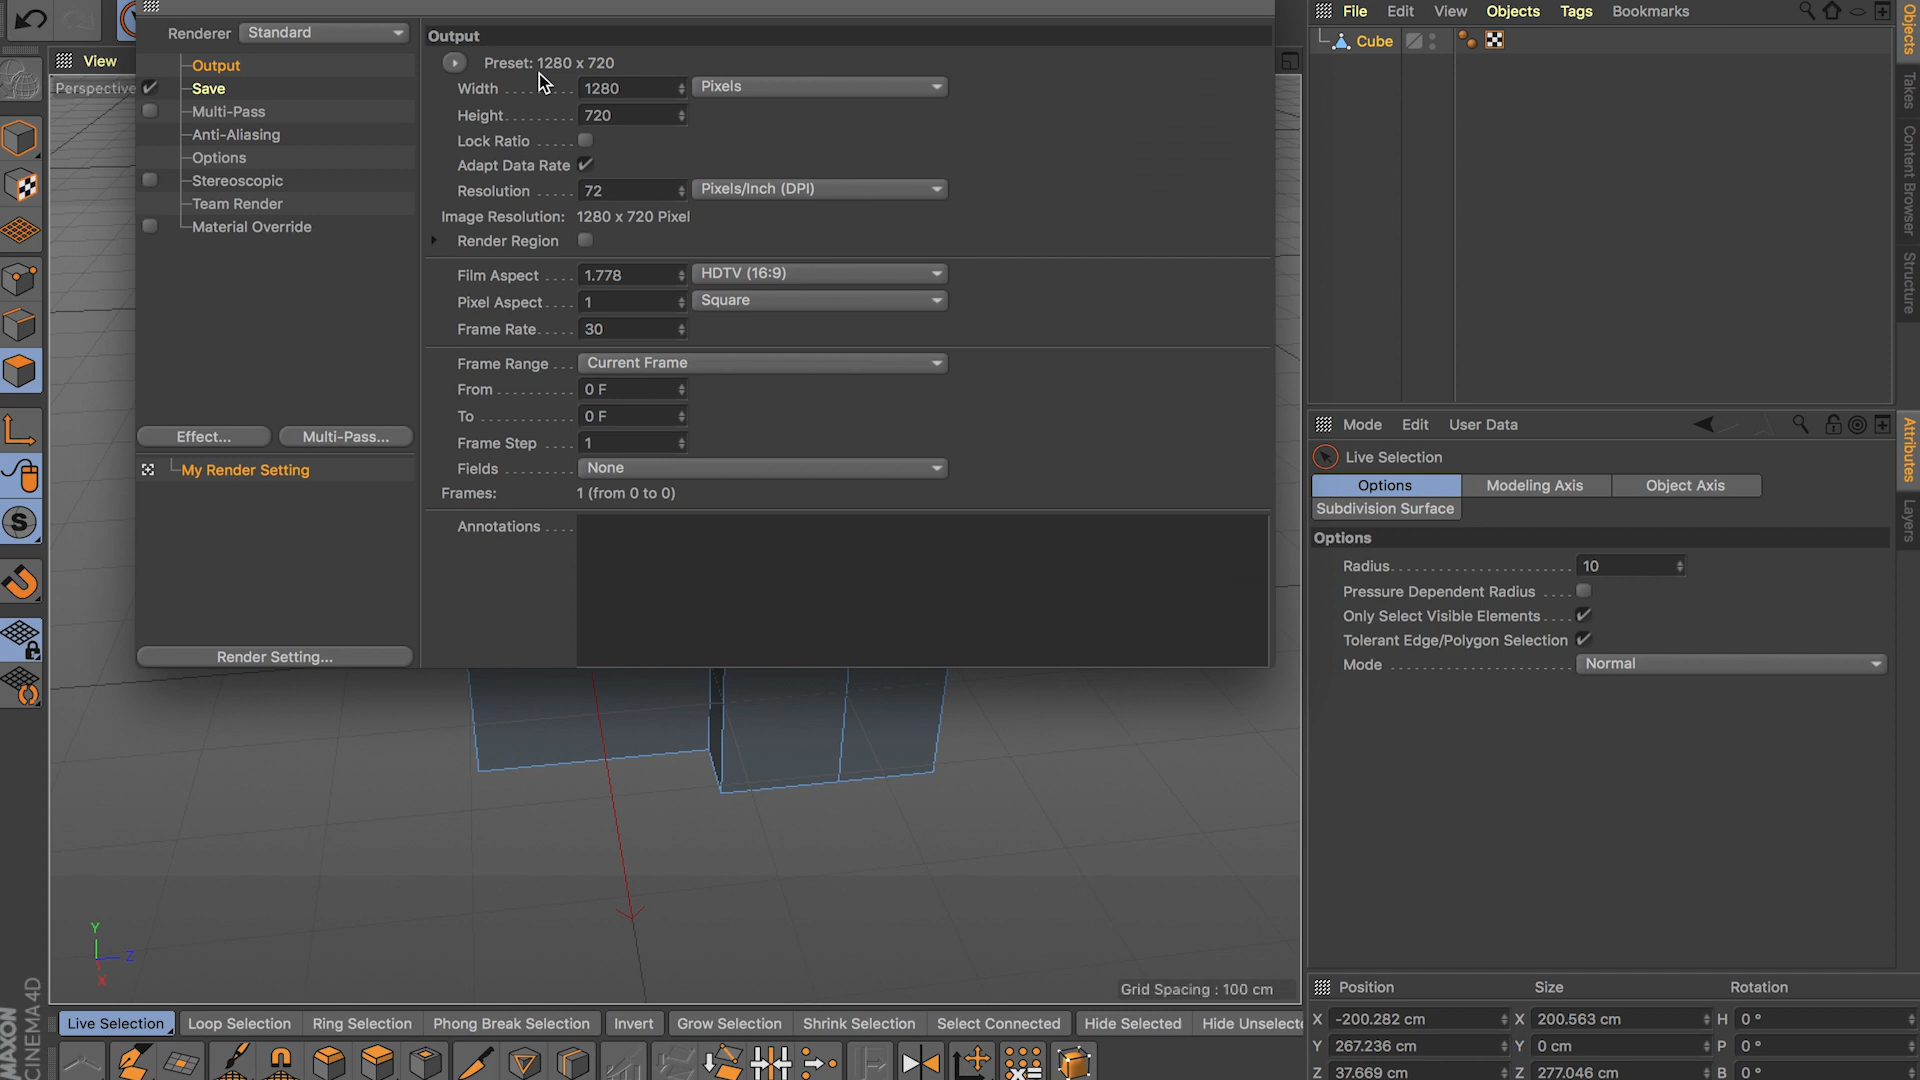 Renderer Standard
Output
Save
Multi-Pass
Anti-Aliasing
Options
Stereoscopic
Team Render
Material Override
Effect...
Multi-Pass...
My Render Setting
Render Setting...
Output
Preset: 1280 x 720
Width 1280 Pixels
Height 720
Lock Ratio
Adapt Data Rate
Resolution 72 Pixels/Inch (DPI)
Image Resolution: 1280 x 720 Pixel
Render Region
Film Aspect 1.778 HDTV (16:9)
Pixel Aspect 1 Square
Frame Rate 30
Frame Range Current Frame
From 0 F
To 0 F
Frame Step 1
Fields None
Frames: 1 (from 0 to 0)
Annotations
View
Perspective
Y
Z
X
Grid Spacing : 100 cm
MAXON
CINEMA 4D
Live Selection
Loop Selection
Ring Selection
Phong Break Selection
Invert
Grow Selection
Shrink Selection
Select Connected
Hide Selected
Hide Unselecte
File Edit View Objects Tags Bookmarks
Cube
Objects
Takes
Content Browser
Structure
Mode Edit User Data
Live Selection
Options
Modeling Axis
Object Axis
Subdivision Surface
Options
Radius 10
Pressure Dependent Radius
Only Select Visible Elements
Tolerant Edge/Polygon Selection
Mode Normal
Attributes
Layers
Position Size Rotation
X -200.282 cm X 200.563 cm H 0 °
Y 267.236 cm Y 0 cm P 0 °
Z 37.669 cm Z 277.046 cm B 0 °